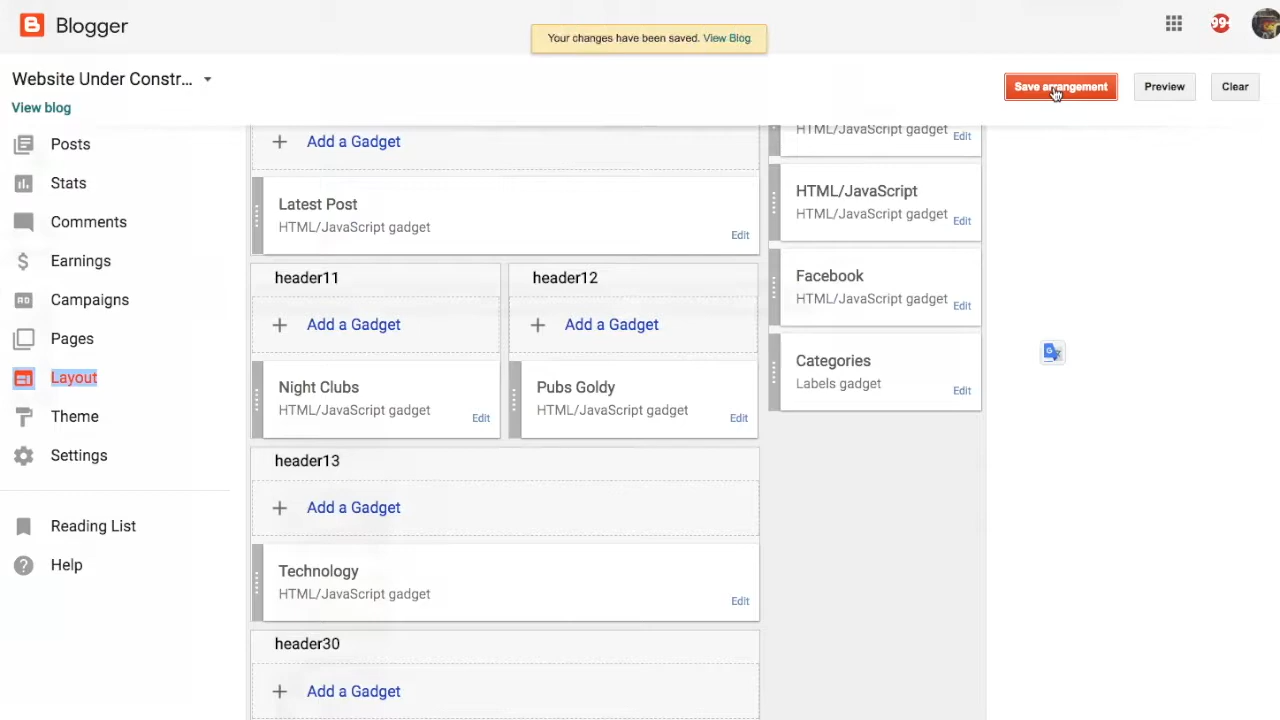 Blogger
Your changes have been saved. View Blog
99+
Website Under Constr...
View blog
Save arrangement
Preview
Clear
Posts
Stats
Comments
Earnings
Campaigns
Pages
Layout
Theme
Settings
Reading List
Help
Add a Gadget
Latest Post
HTML/JavaScript gadget
Edit
header11
Add a Gadget
Night Clubs
HTML/JavaScript gadget
Edit
header12
Add a Gadget
Pubs Goldy
HTML/JavaScript gadget
Edit
header13
Add a Gadget
Technology
HTML/JavaScript gadget
Edit
header30
Add a Gadget
HTML/JavaScript gadget
Edit
HTML/JavaScript
HTML/JavaScript gadget
Edit
Facebook
HTML/JavaScript gadget
Edit
Categories
Labels gadget
Edit